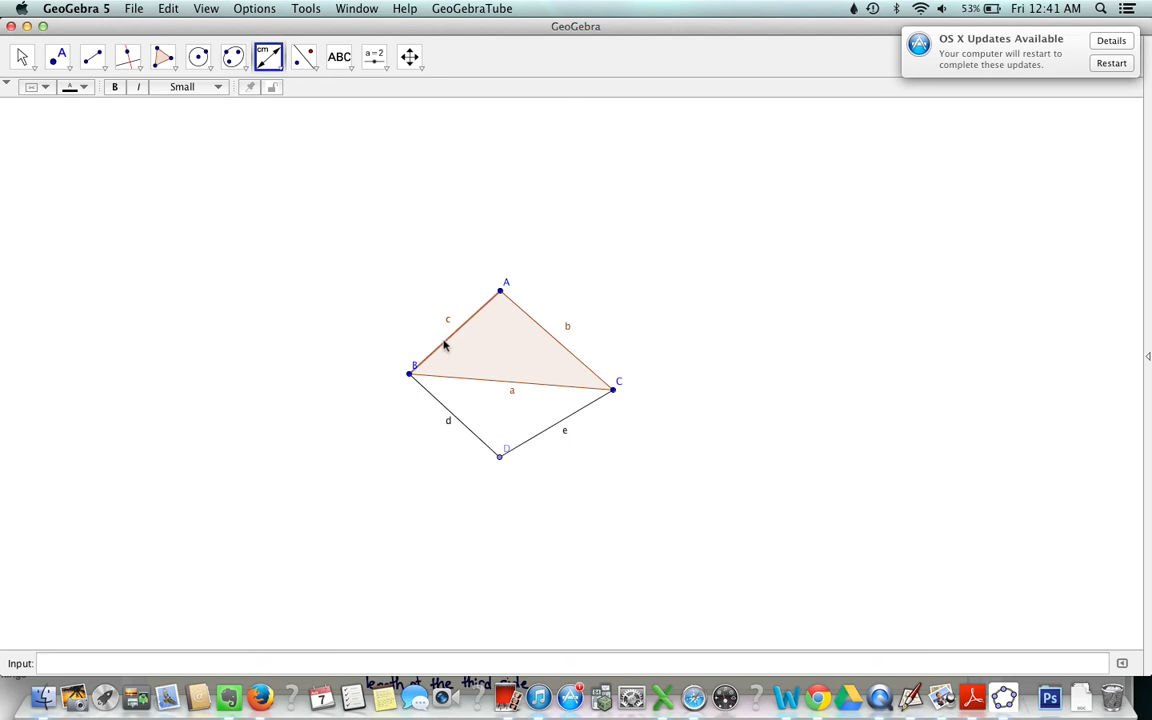 GeoGebra 5 File Edit View Options Tools Window Help GeoGebraTube 53% Fri 12:41 AM
GeoGebra
OS X Updates Available
Your computer will restart to
complete these updates.
Details
Restart
A
cm
ABC
a=2
A
B
I
Small
A
c
b
B
C
a
d
e
D
Input:
length of the third side
7